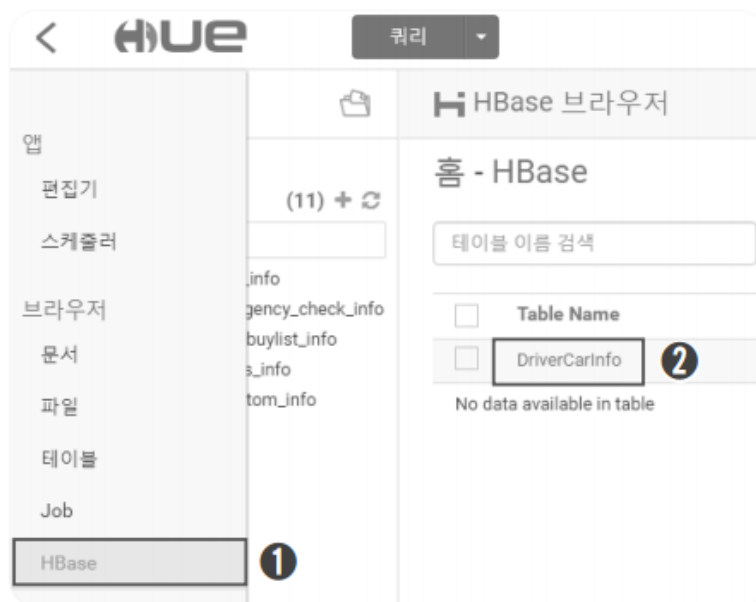 HUE
쿼리
앱
편집기
스케줄러
브라우저
문서
파일
테이블
Job
HBase
1
(11)
_info
gency_check_info
buylist_info
s_info
tom_info
HBase 브라우저
홈 - HBase
테이블 이름 검색
Table Name
DriverCarInfo
2
No data available in table